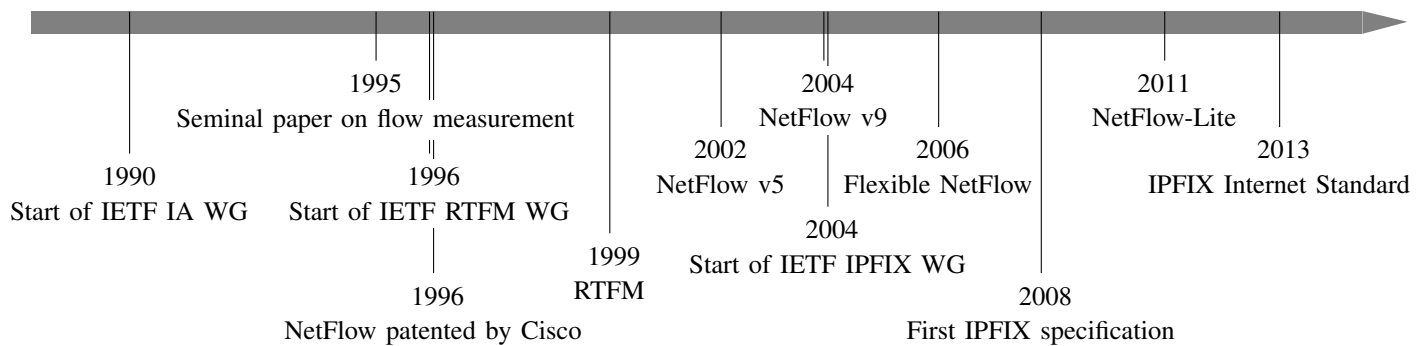 1990
Start of IETF IA WG
1995
Seminal paper on flow measurement
1996
Start of IETF RTFM WG
1996
NetFlow patented by Cisco
1999
RTFM
2002
NetFlow v5
2004
NetFlow v9
2004
Start of IETF IPFIX WG
2006
Flexible NetFlow
2008
First IPFIX specification
2011
NetFlow-Lite
2013
IPFIX Internet Standard